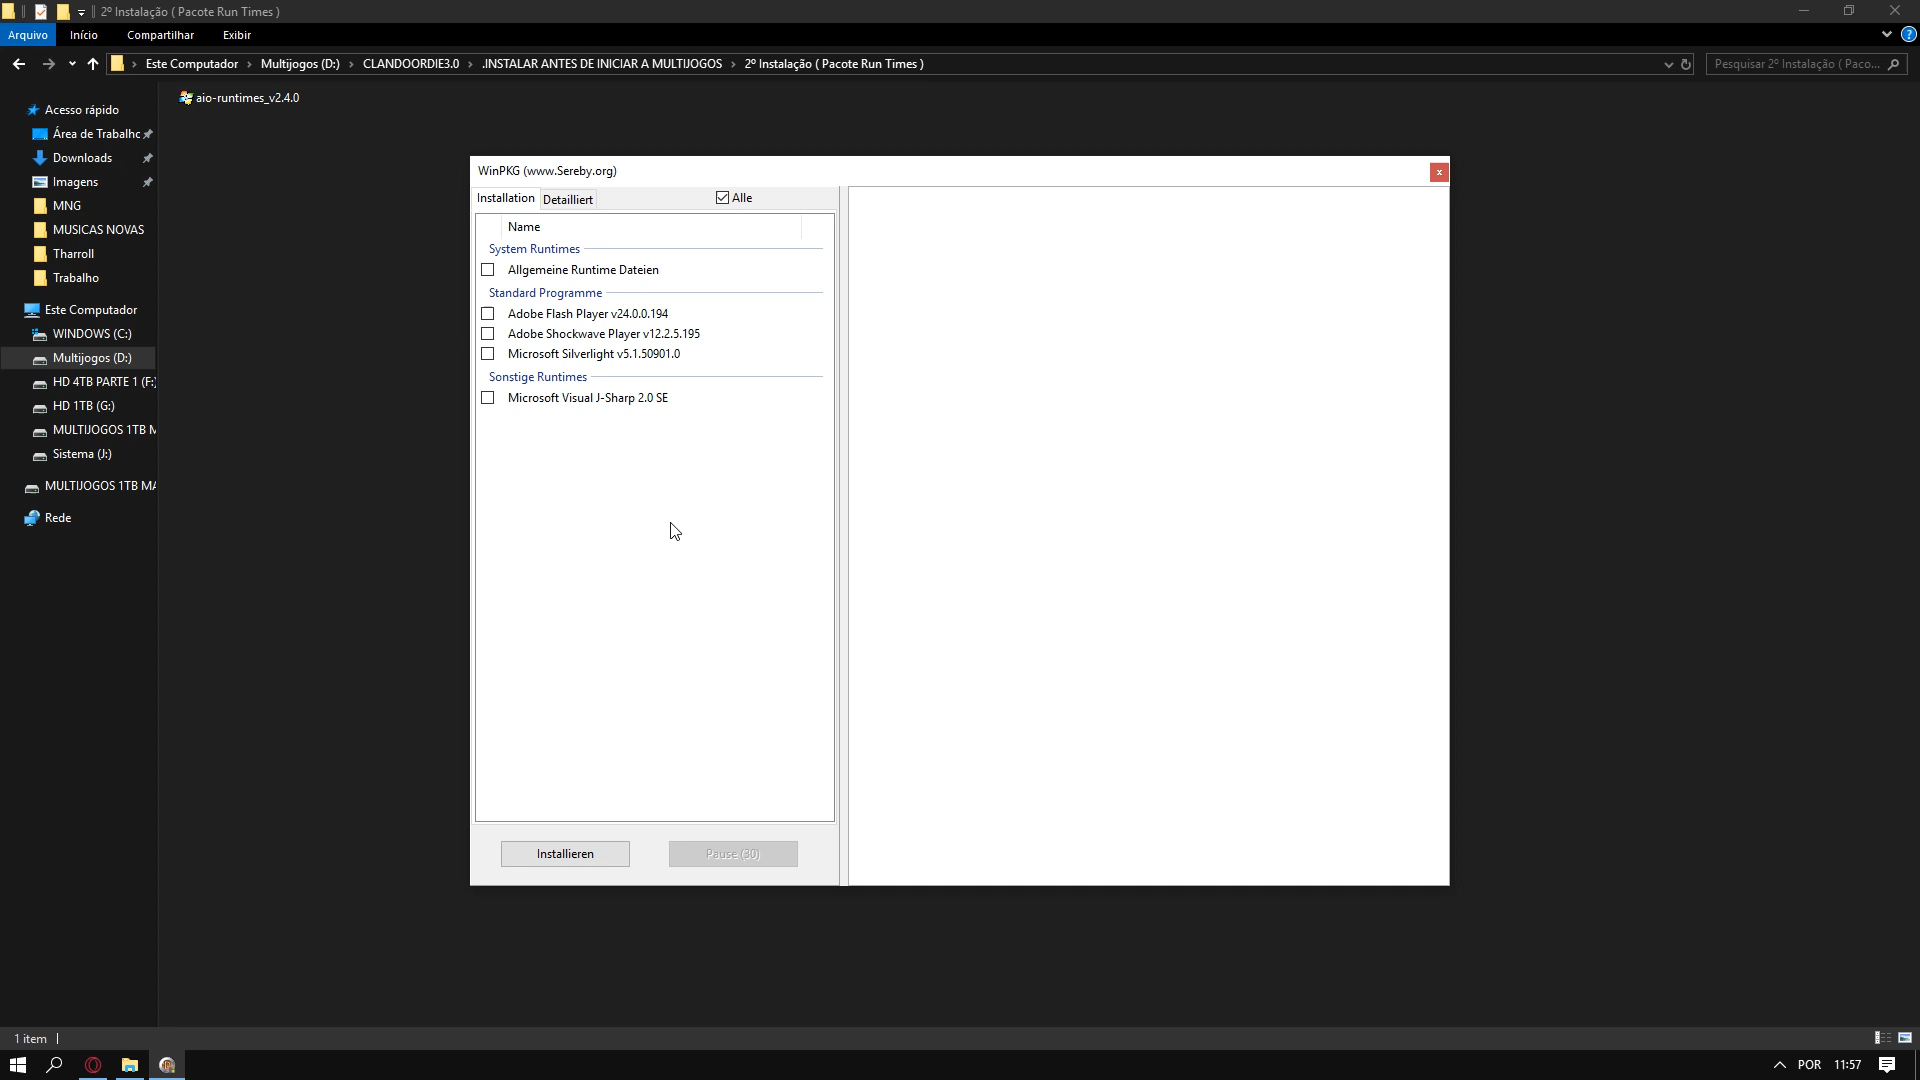 2º Instalação ( Pacote Run Times )
Arquivo Início Compartilhar Exibir
Este Computador > Multijogos (D:) > CLANDOORDIE3.0 > .INSTALAR ANTES DE INICIAR A MULTIJOGOS > 2º Instalação ( Pacote Run Times )
Pesquisar 2º Instalação ( Paco...
Acesso rápido
Área de Trabalho
Downloads
Imagens
MNG
MUSICAS NOVAS
Tharroll
Trabalho
Este Computador
WINDOWS (C:)
Multijogos (D:)
HD 4TB PARTE 1 (F:)
HD 1TB (G:)
MULTIJOGOS 1TB M
Sistema (J:)
MULTIJOGOS 1TB MA
Rede
aio-runtimes_v2.4.0
WinPKG (www.Sereby.org)
x
Installation Detailliert Alle
Name
System Runtimes
Allgemeine Runtime Dateien
Standard Programme
Adobe Flash Player v24.0.0.194
Adobe Shockwave Player v12.2.5.195
Microsoft Silverlight v5.1.50901.0
Sonstige Runtimes
Microsoft Visual J-Sharp 2.0 SE
Installieren Pause (30)
1 item
POR 11:57